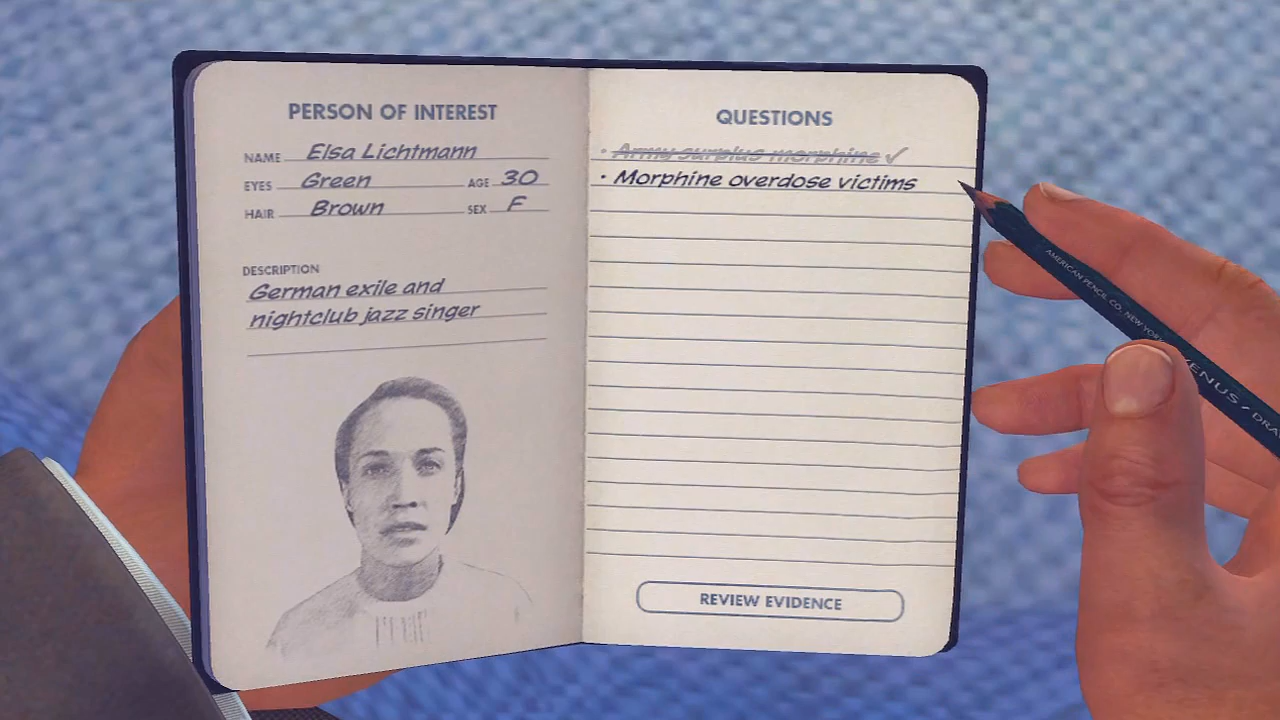 PERSON OF INTEREST
NAME Elsa Lichtmann
EYES Green AGE 30
HAIR Brown SEX F
DESCRIPTION
German exile and
nightclub jazz singer
QUESTIONS
• Army surplus morphine ✓
• Morphine overdose victims
REVIEW EVIDENCE
AMERICAN PENCIL CO. NEW YORK
VENUS / DRA